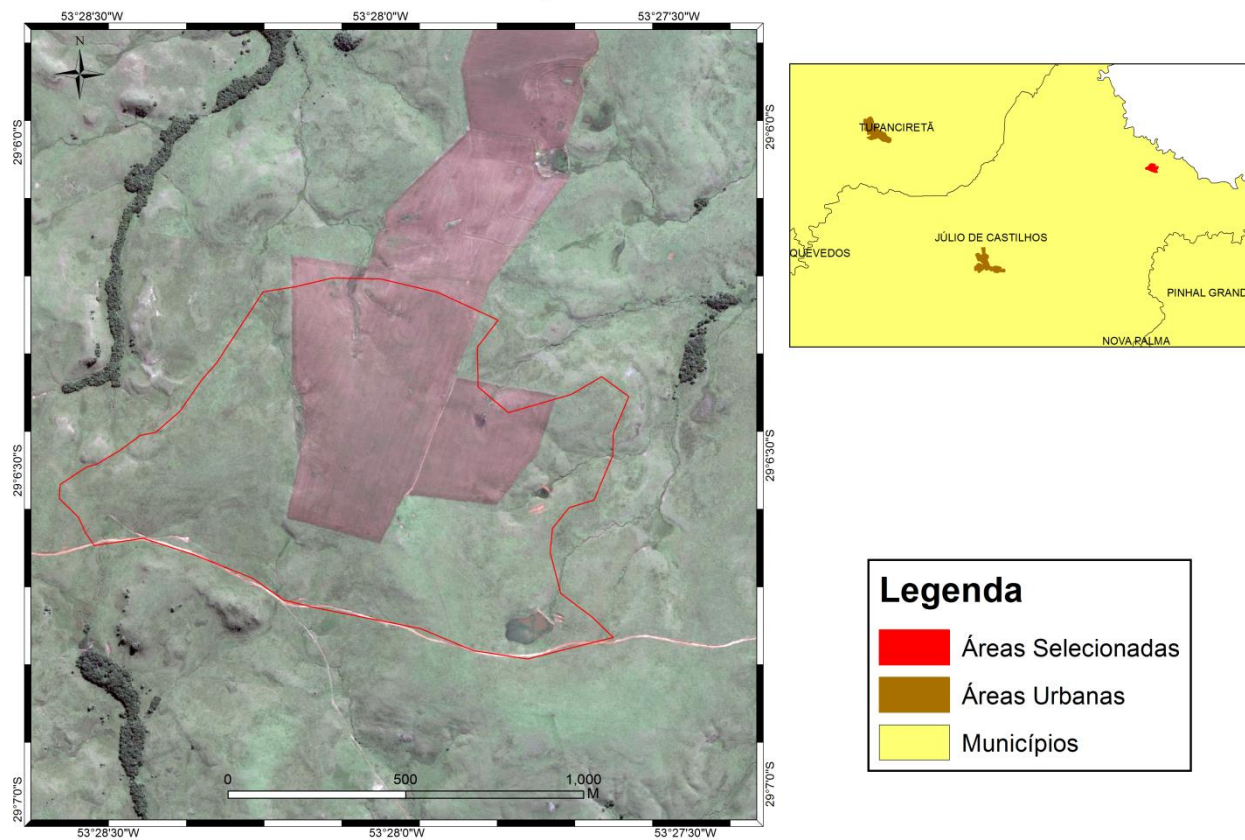 53°28'30"W 53°28'0"W 53°27'30"W
N
29°6'0"S 29°6'0"S
29°6'30"S 29°6'30"S
29°7'0"S 29°7'0"S
0 500 1,000
M
53°28'30"W 53°28'0"W 53°27'30"W
TUPANCIRETÃ
JÚLIO DE CASTILHOS
QUEVEDOS
PINHAL GRAND
NOVA PALMA
Legenda
Áreas Selecionadas
Áreas Urbanas
Municípios